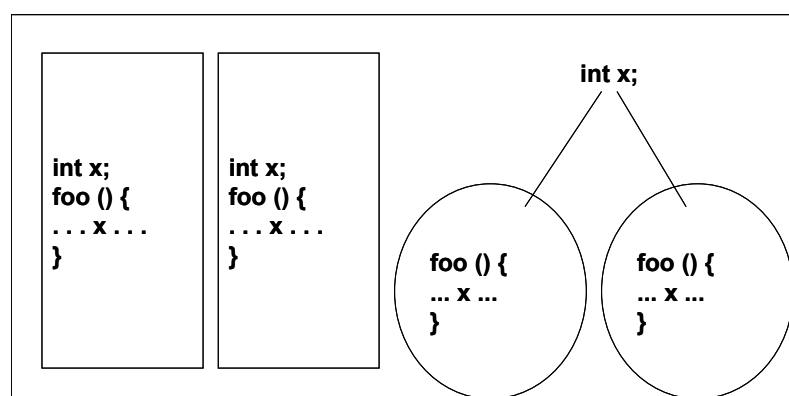 int x;
foo () {
. . . x . . .
}
int x;
foo () {
. . . x . . .
}
int x;
foo () {
... x ...
}
foo () {
... x ...
}